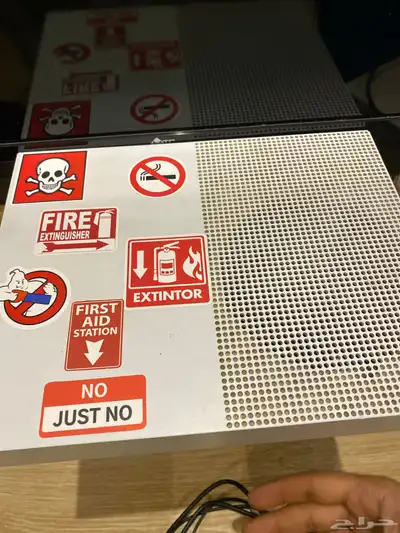 FIRE
EXTINGUISHER
EXTINTOR
FIRST
AID
STATION
NO
JUST NO
حراج